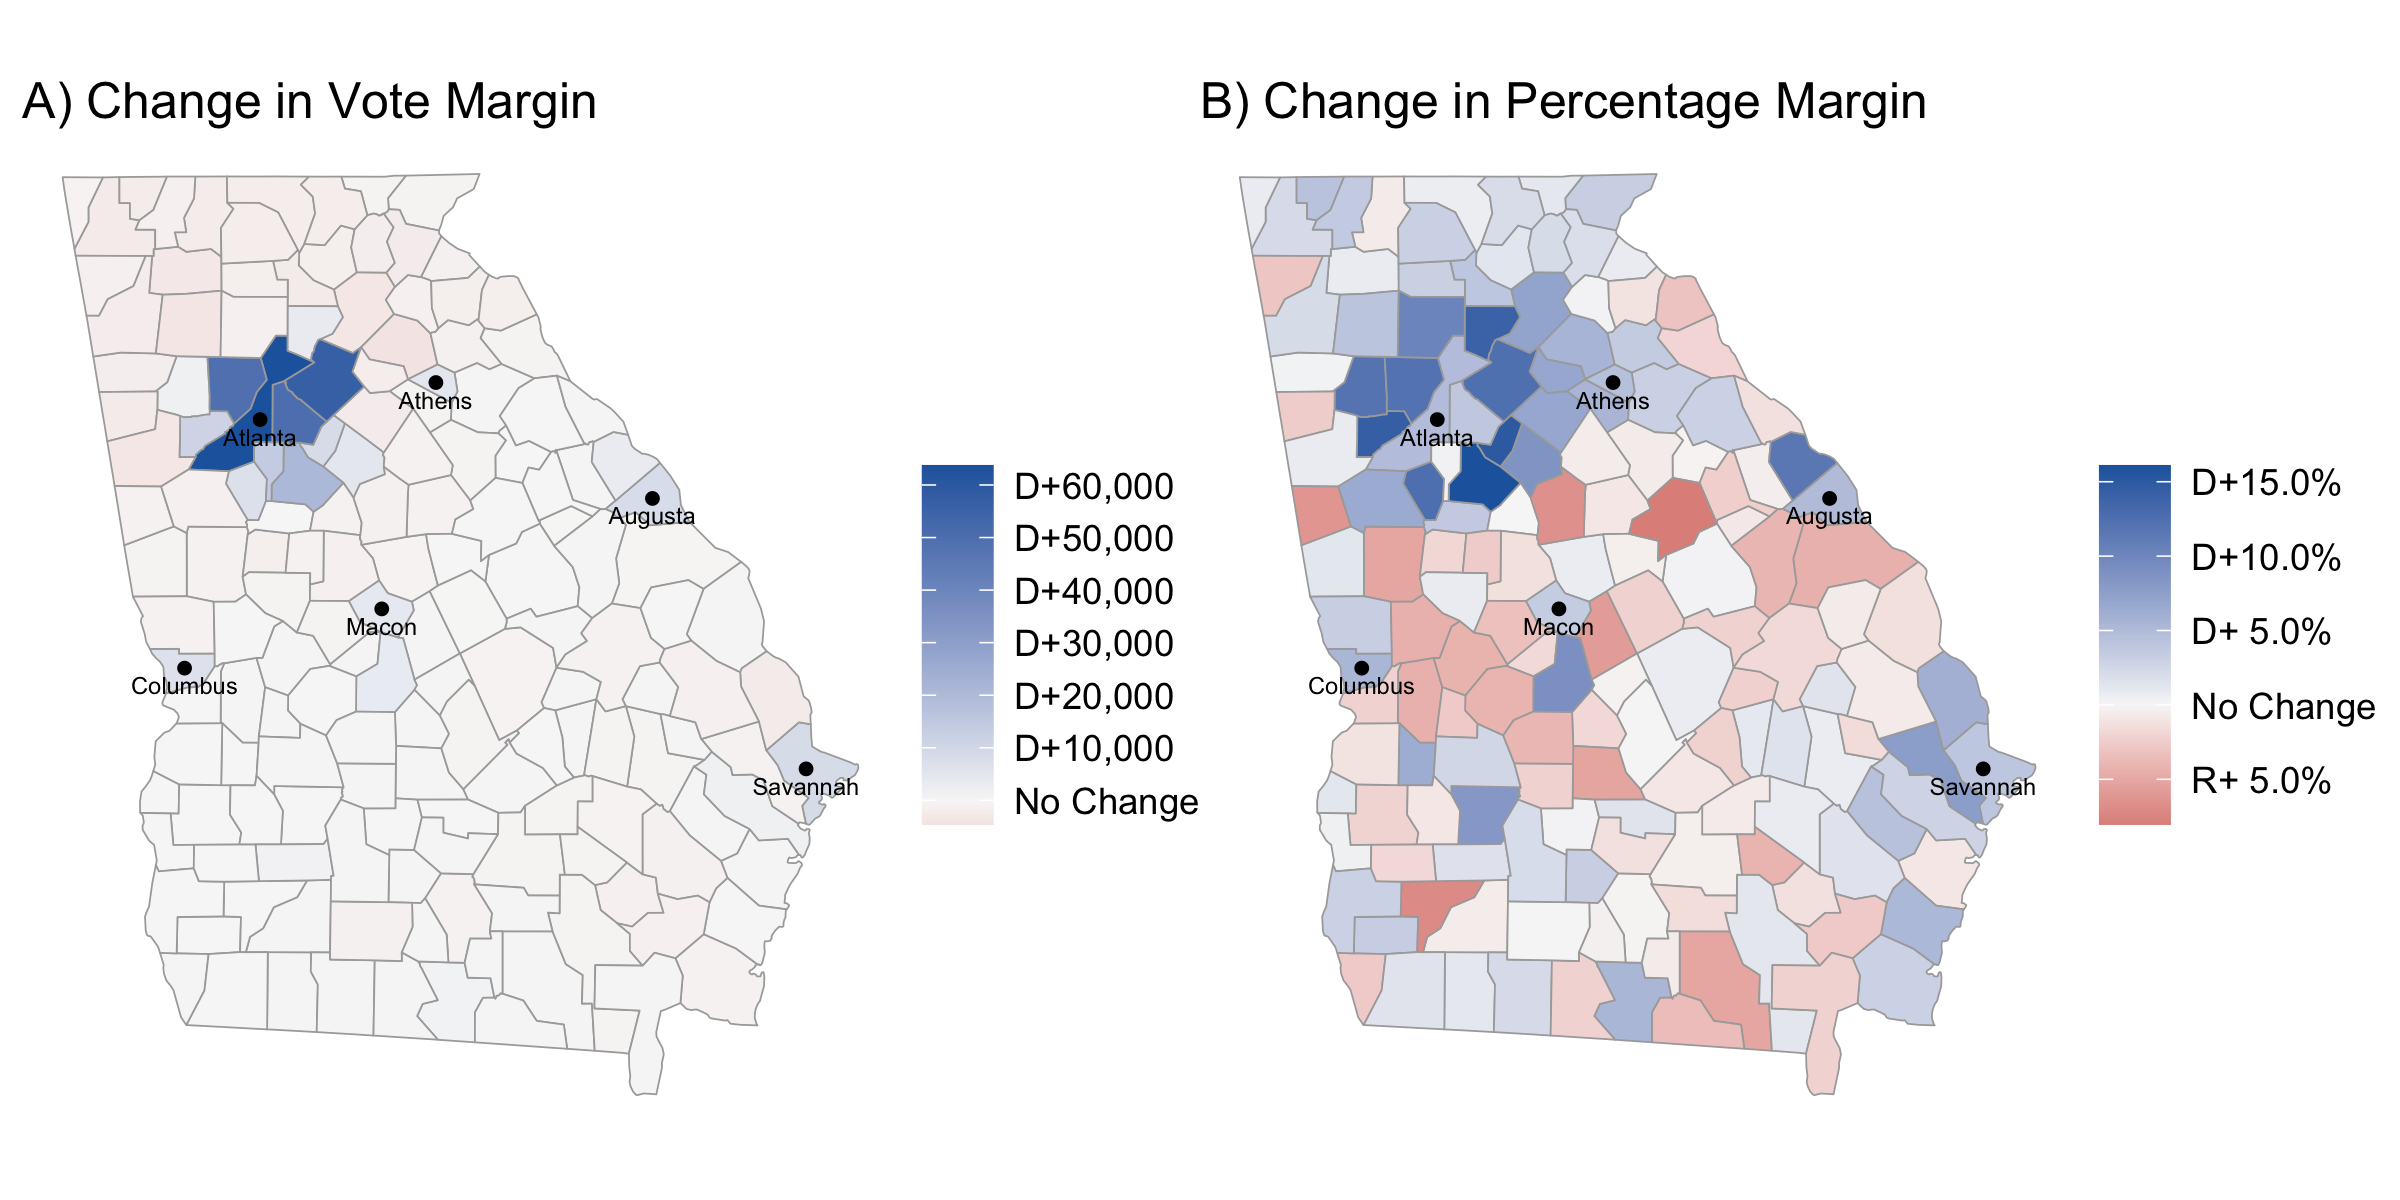 A) Change in Vote Margin
Athens
Atlanta
Augusta
Macon
Columbus
Savannah
D+60,000
D+50,000
D+40,000
D+30,000
D+20,000
D+10,000
No Change
B) Change in Percentage Margin
Athens
Atlanta
Augusta
Macon
Columbus
Savannah
D+15.0%
D+10.0%
D+ 5.0%
No Change
R+ 5.0%